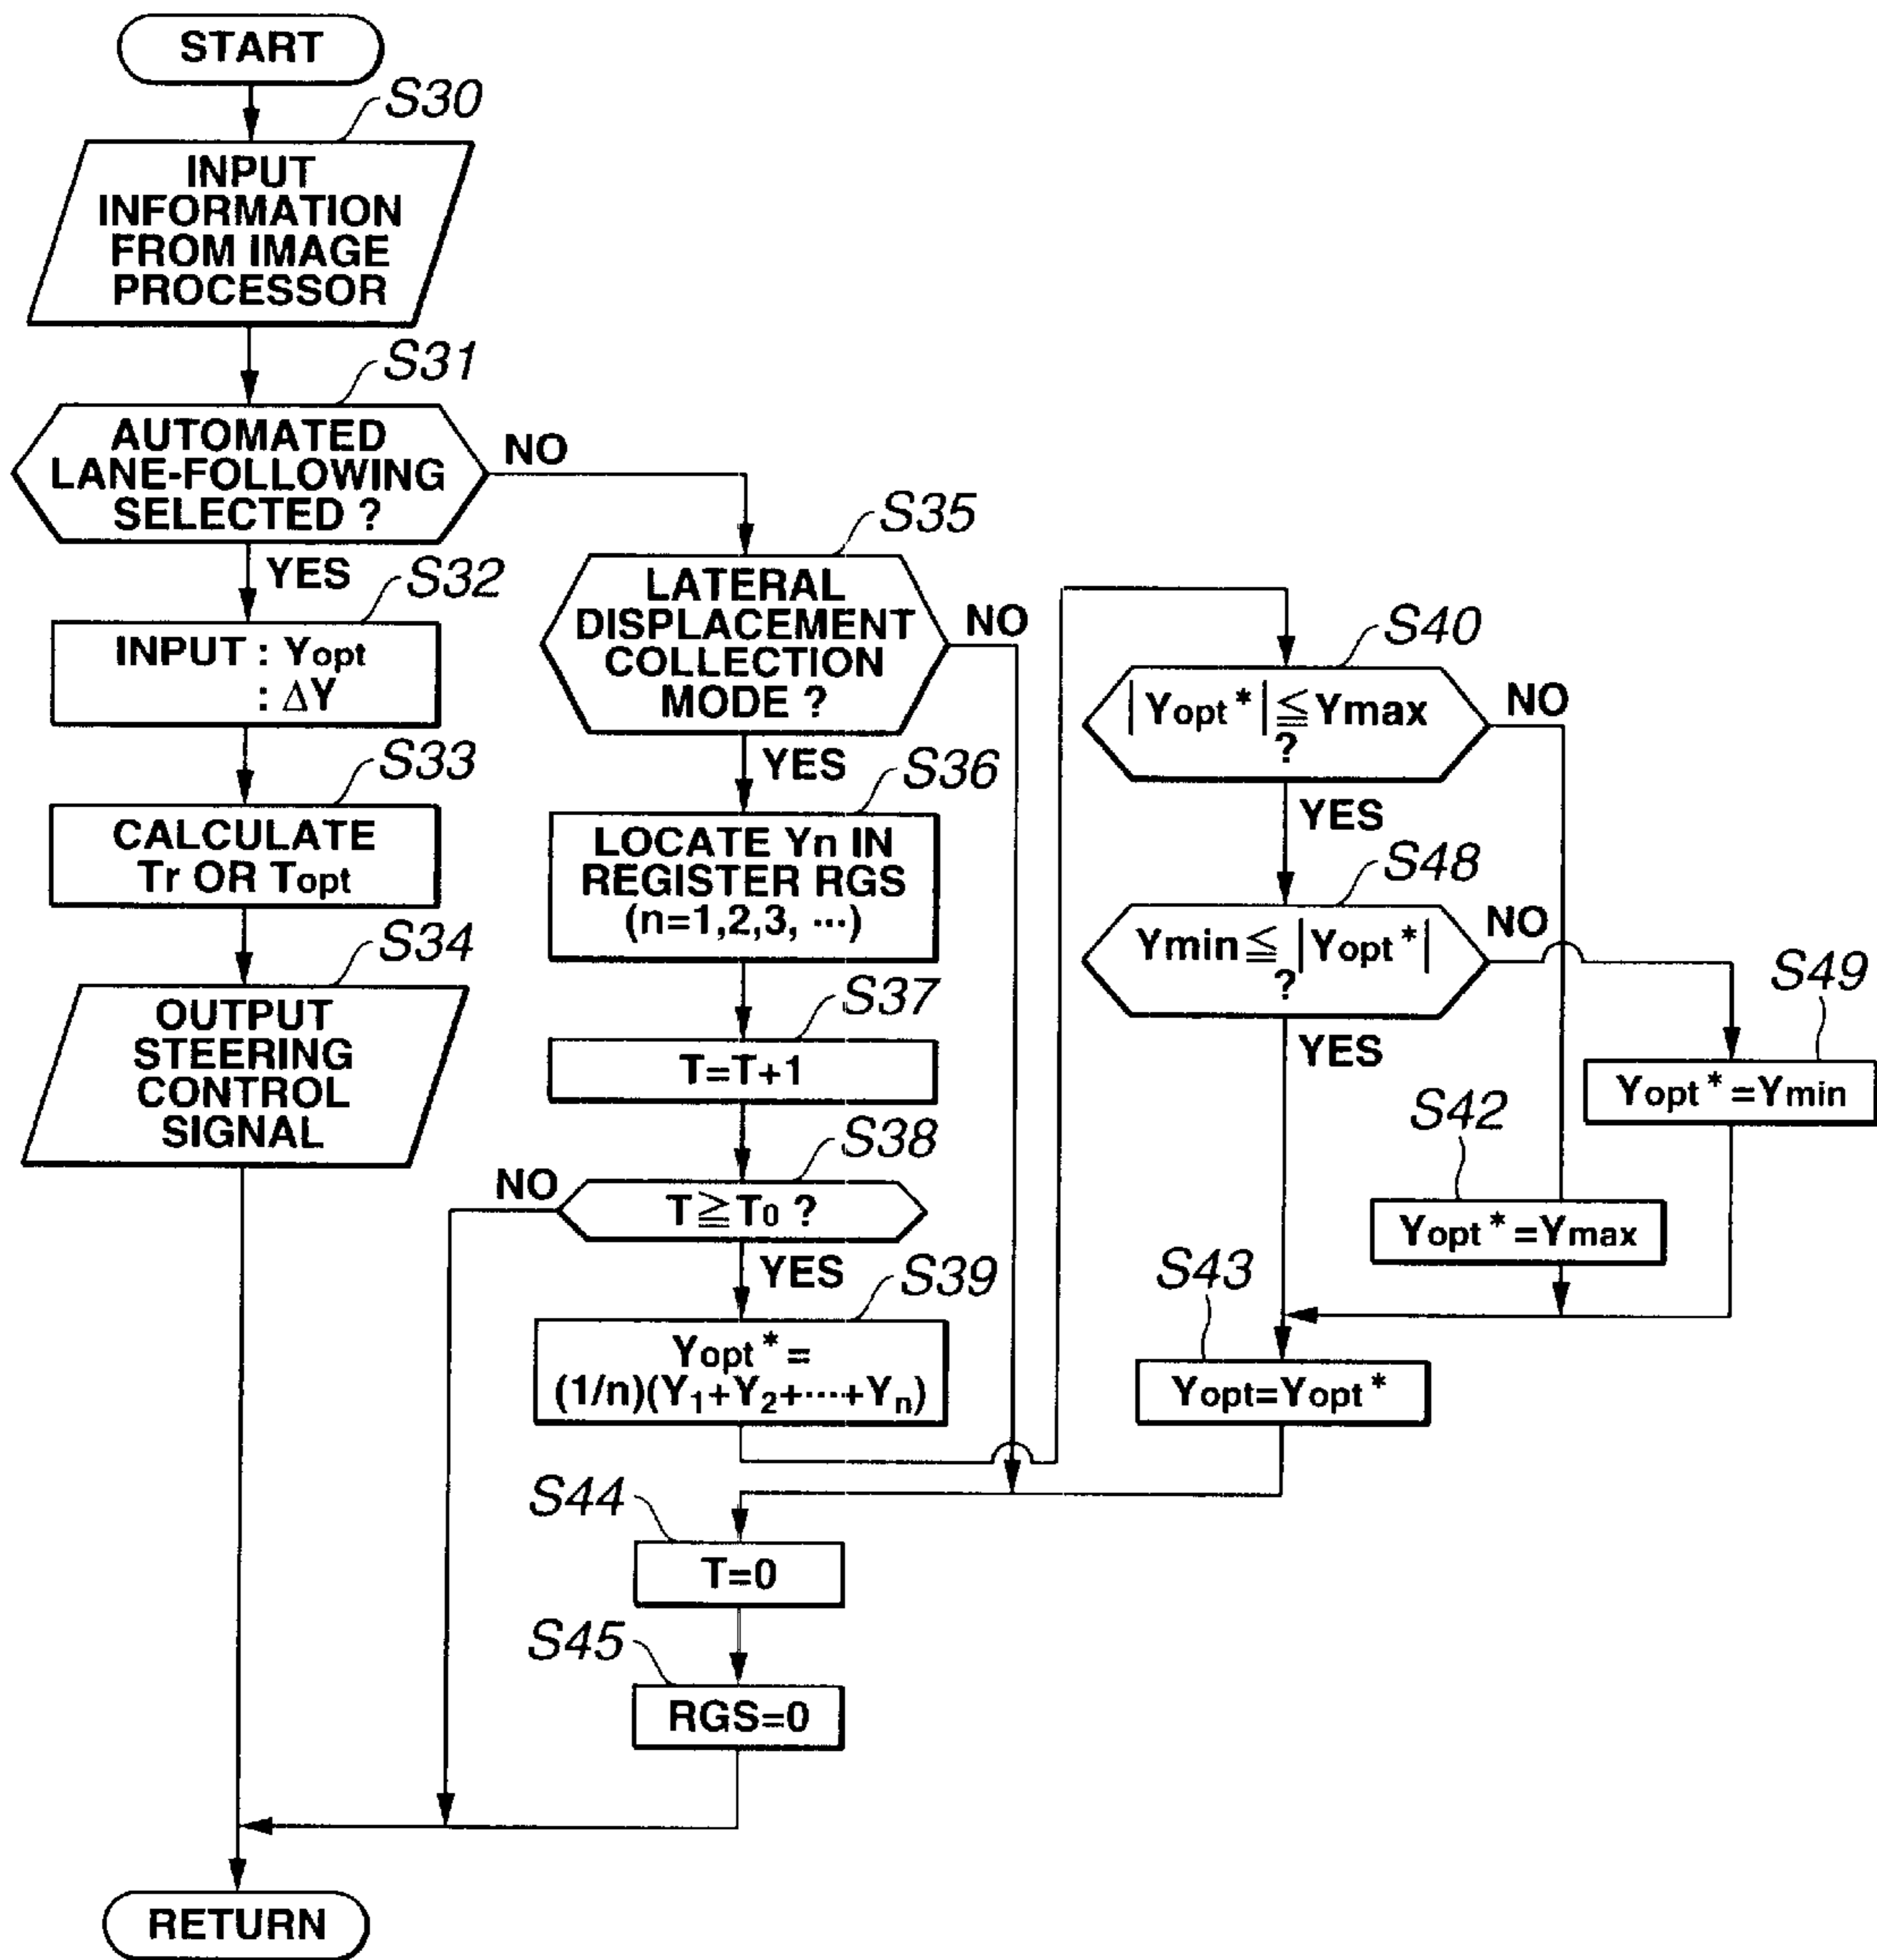 START
S30
INPUT
INFORMATION
FROM IMAGE
PROCESSOR
S31
AUTOMATED
LANE-FOLLOWING
SELECTED ?
NO
YES
S32
INPUT : Yopt
: ΔY
S33
CALCULATE
Tr OR Topt
S34
OUTPUT
STEERING
CONTROL
SIGNAL
S35
LATERAL
DISPLACEMENT
COLLECTION
MODE ?
NO
YES
S36
LOCATE Yn IN
REGISTER RGS
(n=1,2,3, ···)
S37
T=T+1
S38
NO
T≧T0 ?
YES
S39
Yopt*=
(1/n)(Y1+Y2+····+Yn)
S40
|Yopt*|≦Ymax
?
NO
YES
S48
Ymin≦|Yopt*|
?
NO
YES
S49
Yopt*=Ymin
S42
Yopt*=Ymax
S43
Yopt=Yopt*
S44
T=0
S45
RGS=0
RETURN